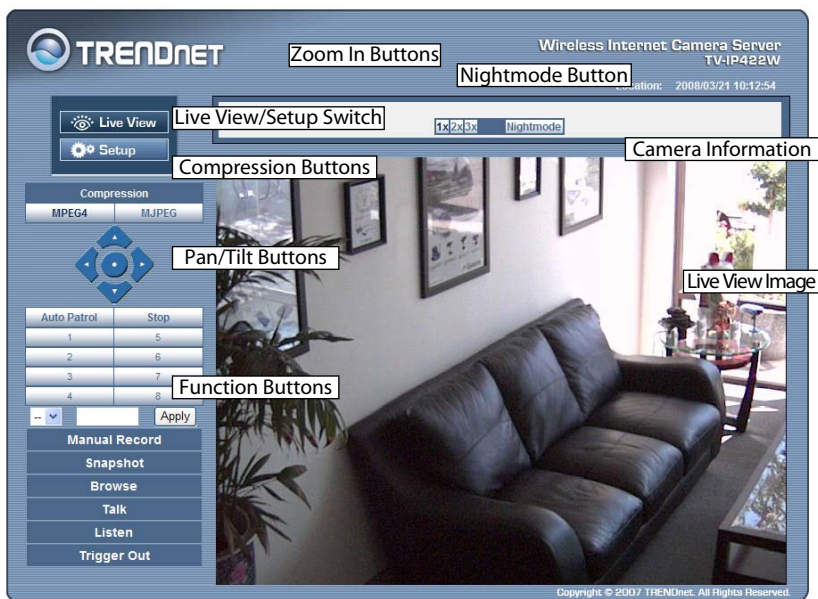 TRENDnet
Zoom In Buttons
Wireless Internet Camera Server
TV-IP422W
Nightmode Button
Location: 2008/03/21 10:12:54
Live View
Live View/Setup Switch
1x 2x 3x Nightmode
Setup
Camera Information
Compression Buttons
Compression
MPEG4 MJPEG
Pan/Tilt Buttons
Live View Image
Auto Patrol Stop
1 5
2 6
3 7
Function Buttons
4 8
-- Apply
Manual Record
Snapshot
Browse
Talk
Listen
Trigger Out
Copyright © 2007 TRENDnet. All Rights Reserved.